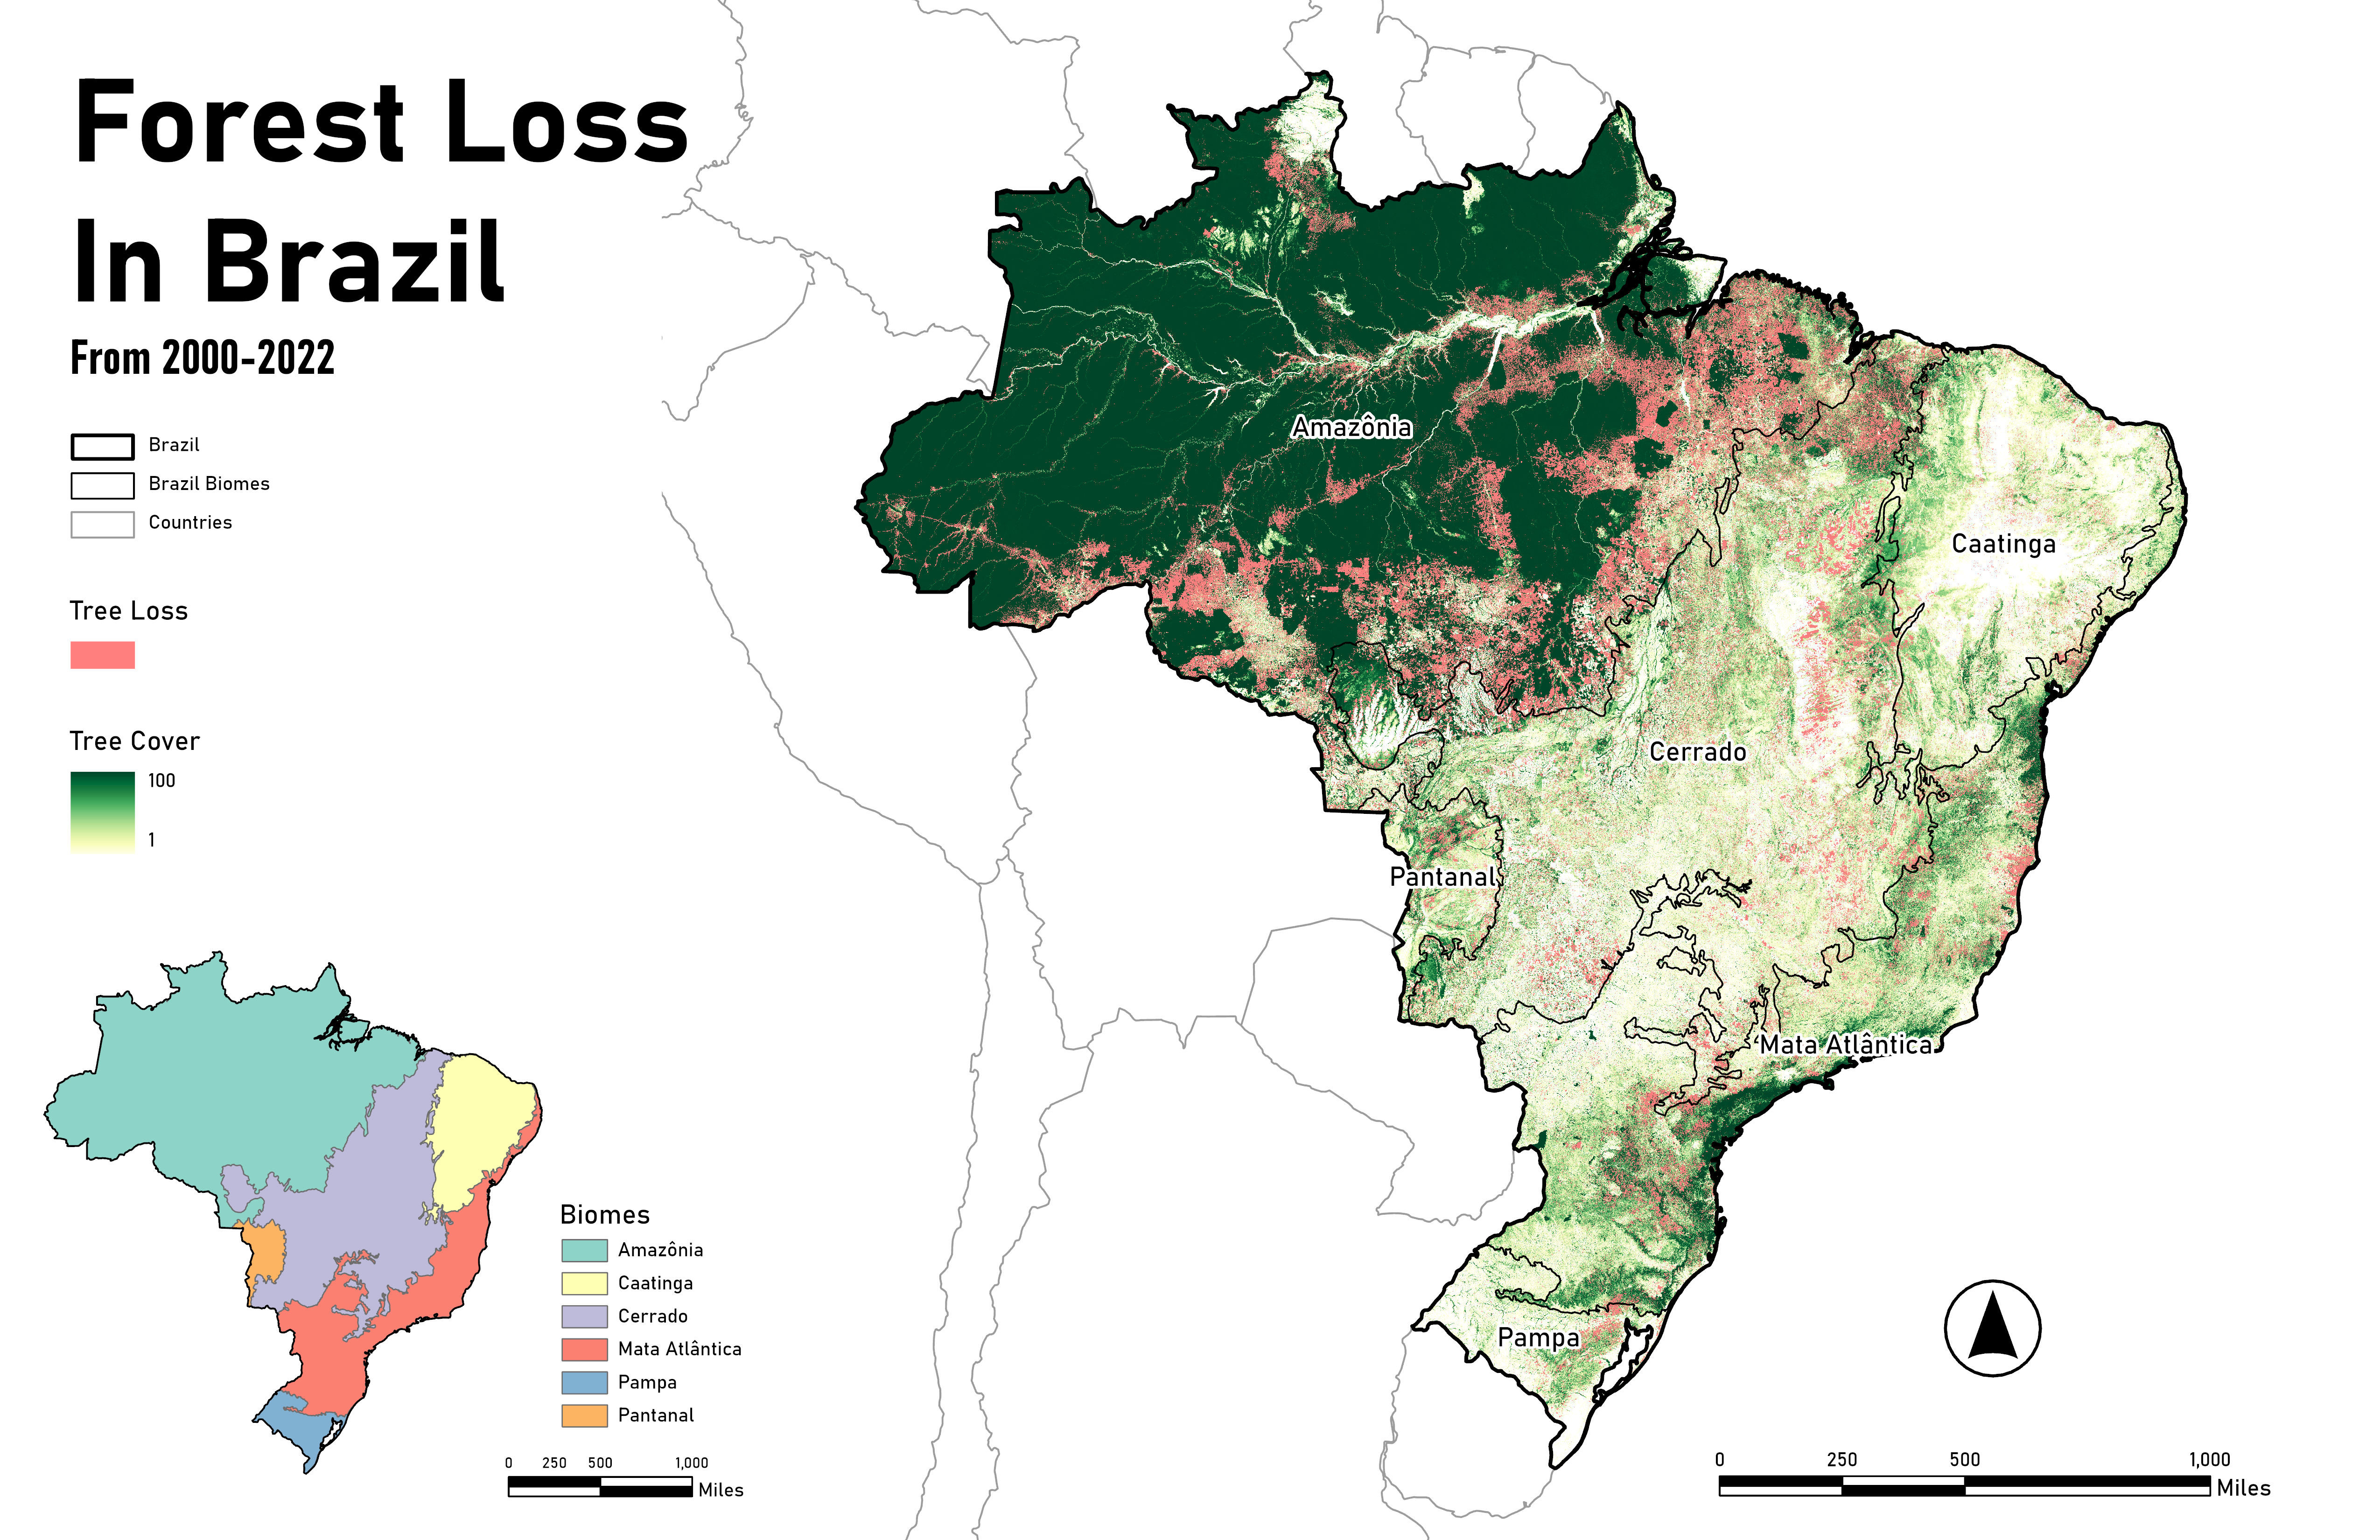 Forest Loss
In Brazil
From 2000-2022
Brazil
Brazil Biomes
Countries
Tree Loss
Tree Cover
100
1
Amazônia
Caatinga
Cerrado
Pantanal
Mata Atlântica
Pampa
Biomes
Amazônia
Caatinga
Cerrado
Mata Atlântica
Pampa
Pantanal
0 250 500 1,000
Miles
0 250 500 1,000
Miles